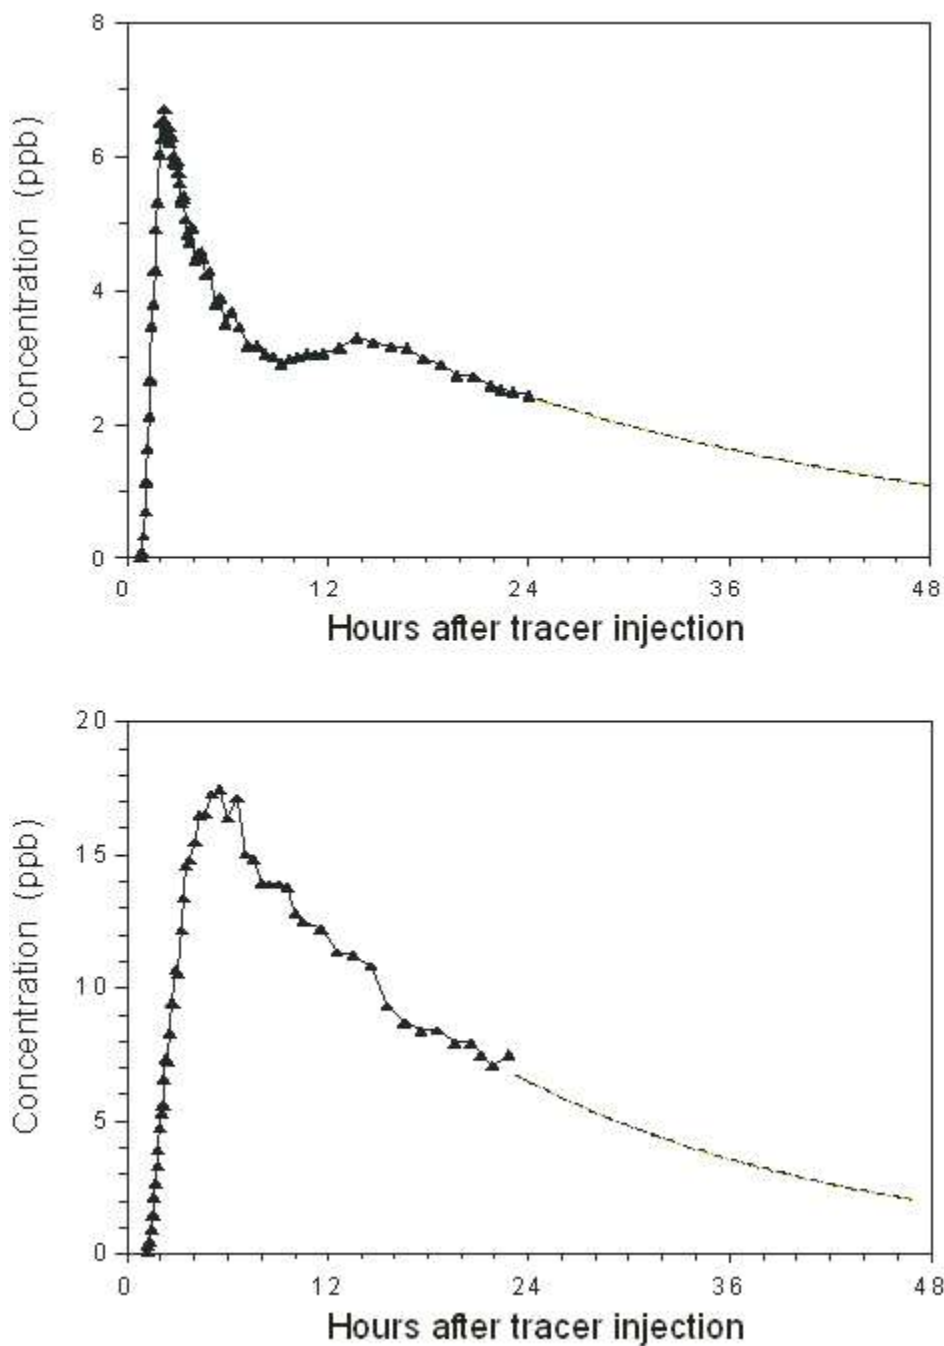 Concentration (ppb)
8
6
4
2
0
0 12 24 36 48
Hours after tracer injection
Concentration (ppb)
20
15
10
5
0
0 12 24 36 48
Hours after tracer injection